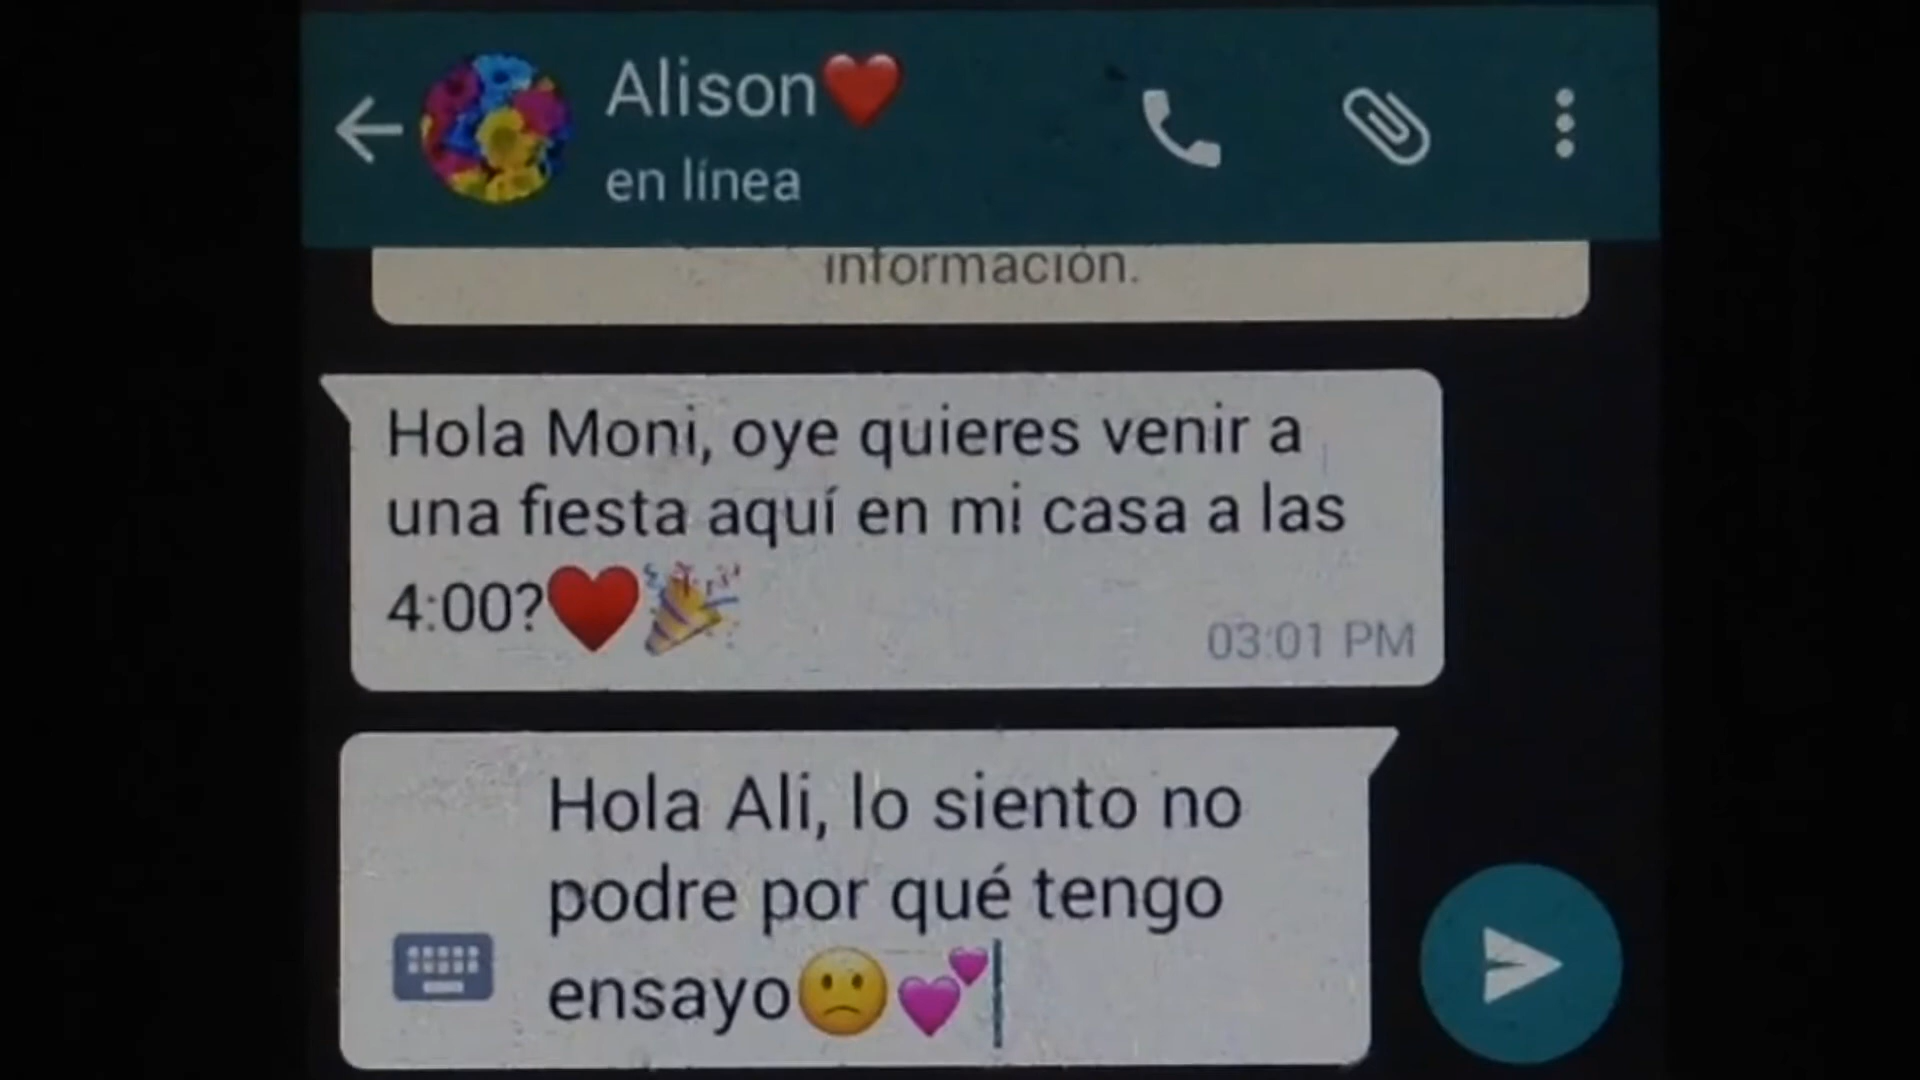 Alison❤️
en línea
información.
Hola Moni, oye quieres venir a
una fiesta aquí en mi casa a las
4:00?❤️🎉
03:01 PM
Hola Ali, lo siento no
podre por qué tengo
ensayo🙁💕